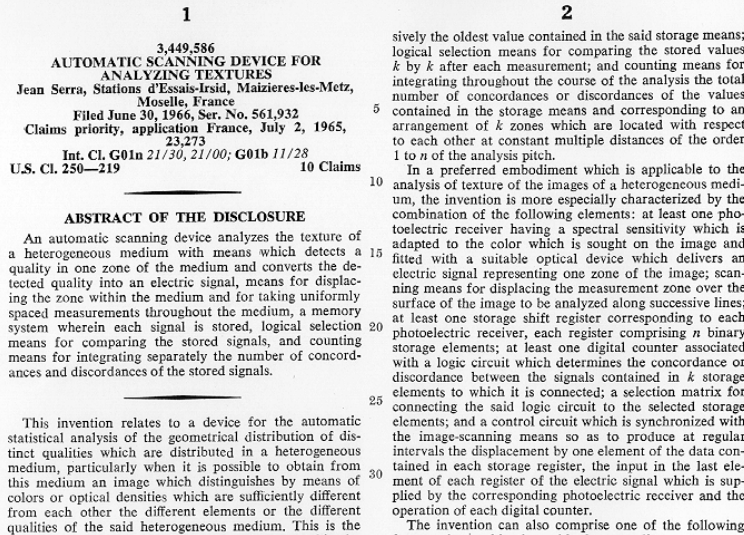 1
3,449,586
AUTOMATIC SCANNING DEVICE FOR
ANALYZING TEXTURES
Jean Serra, Stations d'Essais-Irsid, Maizieres-les-Metz,
Moselle, France
Filed June 30, 1966, Ser. No. 561,932
Claims priority, application France, July 2, 1965,
23,273
Int. Cl. G01n 21/30, 21/00; G01b 11/28
U.S. Cl. 250—219 10 Claims
ABSTRACT OF THE DISCLOSURE
An automatic scanning device analyzes the texture of
a heterogeneous medium with means which detects a
quality in one zone of the medium and converts the de-
tected quality into an electric signal, means for displac-
ing the zone within the medium and for taking uniformly
spaced measurements throughout the medium, a memory
system wherein each signal is stored, logical selection
means for comparing the stored signals, and counting
means for integrating separately the number of concord-
ances and discordances of the stored signals.
This invention relates to a device for the automatic
statistical analysis of the geometrical distribution of dis-
tinct qualities which are distributed in a heterogeneous
medium, particularly when it is possible to obtain from
this medium an image which distinguishes by means of
colors or optical densities which are sufficiently different
from each other the different elements or the different
qualities of the said heterogeneous medium. This is the
5
10
15
20
25
30
2
sively the oldest value contained in the said storage means;
logical selection means for comparing the stored values
k by k after each measurement; and counting means for
integrating throughout the course of the analysis the total
number of concordances or discordances of the values
contained in the storage means and corresponding to an
arrangement of k zones which are located with respect
to each other at constant multiple distances of the order
1 to n of the analysis pitch.
In a preferred embodiment which is applicable to the
analysis of texture of the images of a heterogeneous medi-
um, the invention is more especially characterized by the
combination of the following elements: at least one pho-
toelectric receiver having a spectral sensitivity which is
adapted to the color which is sought on the image and
fitted with a suitable optical device which delivers an
electric signal representing one zone of the image; scan-
ning means for displacing the measurement zone over the
surface of the image to be analyzed along successive lines;
at least one storage shift register corresponding to each
photoelectric receiver, each register comprising n binary
storage elements; at least one digital counter associated
with a logic circuit which determines the concordance or
discordance between the signals contained in k storage
elements to which it is connected; a selection matrix for
connecting the said logic circuit to the selected storage
elements; and a control circuit which is synchronized with
the image-scanning means so as to produce at regular
intervals the displacement by one element of the data con-
tained in each storage register, the input in the last ele-
ment of each register of the electric signal which is sup-
plied by the corresponding photoelectric receiver and the
operation of each digital counter.
The invention can also comprise one of the following